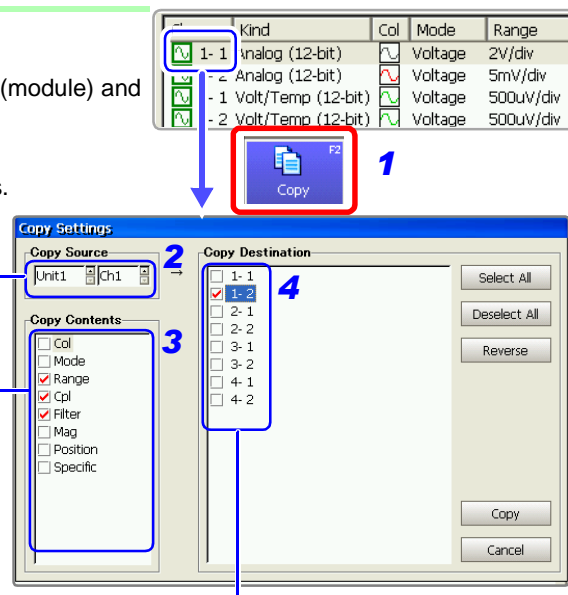 Kind Col Mode Range
1- 1 Analog (12-bit) Voltage 2V/div
- 2 Analog (12-bit) Voltage 5mV/div
- 1 Volt/Temp (12-bit) Voltage 500uV/div
- 2 Volt/Temp (12-bit) Voltage 500uV/div
(module) and
F2
Copy
1
s.
Copy Settings
Copy Source
2
Unit1 Ch1
→
Copy Contents
3
Col
Mode
Range
Cpl
Filter
Mag
Position
Specific
Copy Destination
4
1- 1
1- 2
2- 1
2- 2
3- 1
3- 2
4- 1
4- 2
Select All
Deselect All
Reverse
Copy
Cancel